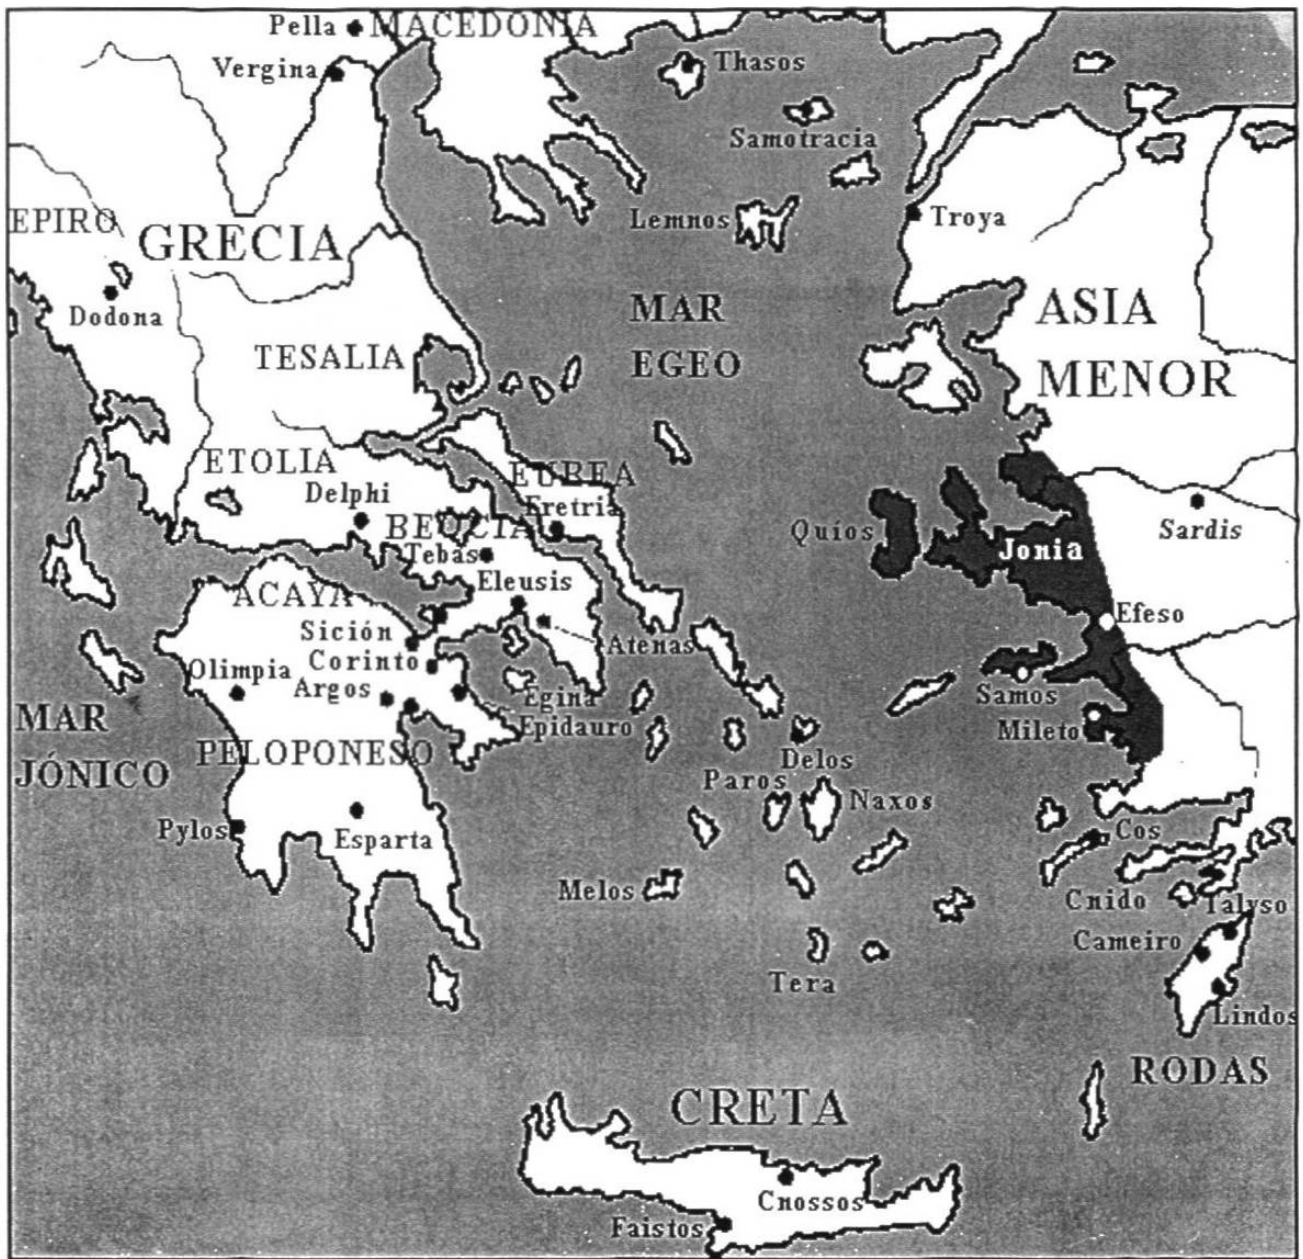 Pella
MACEDONIA
Vergina
Thasos
Samotracia
EPIRO
GRECIA
Lemnos
Troya
Dodona
MAR
EGEO
ASIA
MENOR
TESALIA
ETOLIA
Delphi
EUBEA
Eretria
BEOCIA
Tebas
Quíos
Jonia
Sardis
Eleusis
ACAYA
Sición
Corinto
Atenas
Efeso
Olimpia
Argos
Egina
Epidauro
Samos
Mileto
MAR
JÓNICO
PELOPONESO
Delos
Paros
Naxos
Pylos
Esparta
Cos
Melos
Cnido
Talyso
Cameiro
Tera
Lindos
RODAS
CRETA
Cnossos
Faistos